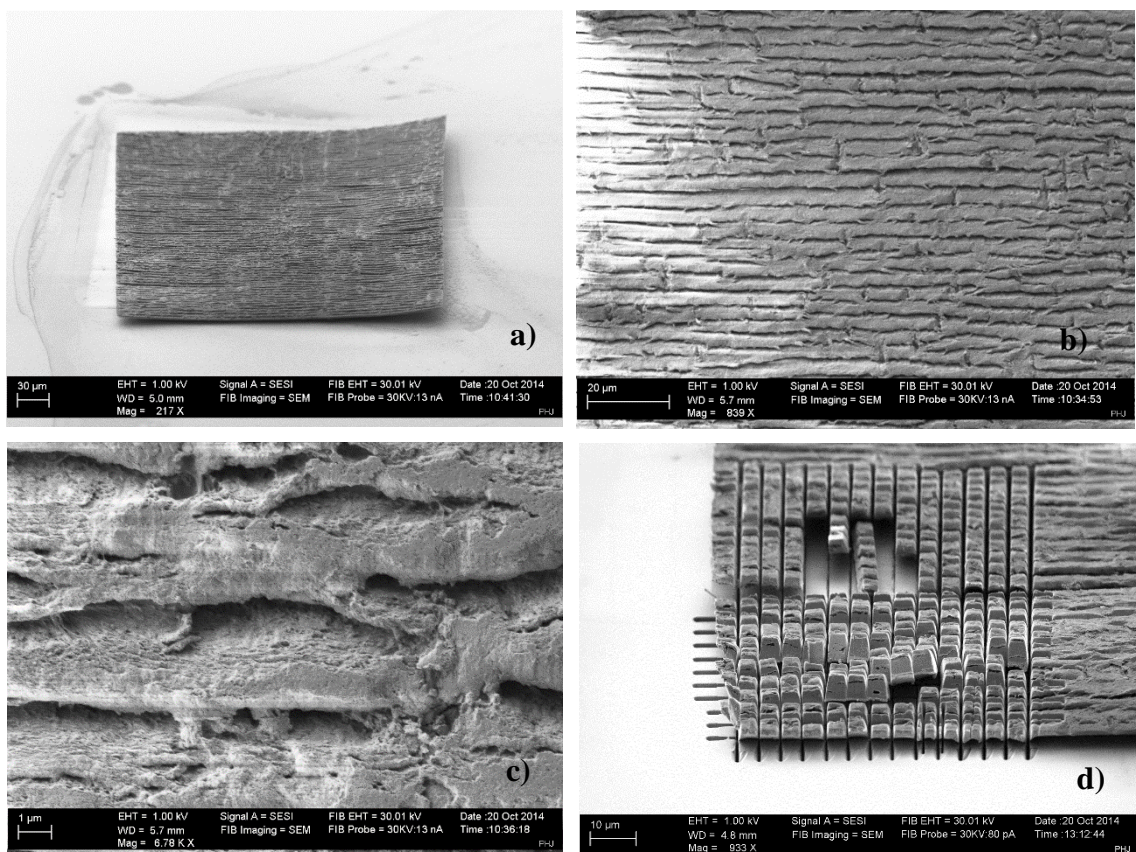 a)
30 µm
EHT = 1.00 kV Signal A = SESI FIB EHT = 30.01 kV Date :20 Oct 2014
WD = 5.0 mm FIB Imaging = SEM FIB Probe = 30KV:13 nA Time :10:41:30
Mag = 217 X PHJ
b)
20 µm
EHT = 1.00 kV Signal A = SESI FIB EHT = 30.01 kV Date :20 Oct 2014
WD = 5.7 mm FIB Imaging = SEM FIB Probe = 30KV:13 nA Time :10:34:53
Mag = 839 X PHJ
c)
1 µm
EHT = 1.00 kV Signal A = SESI FIB EHT = 30.01 kV Date :20 Oct 2014
WD = 5.7 mm FIB Imaging = SEM FIB Probe = 30KV:13 nA Time :10:36:18
Mag = 6.78 K X PHJ
d)
10 µm
EHT = 1.00 kV Signal A = SESI FIB EHT = 30.01 kV Date :20 Oct 2014
WD = 4.8 mm FIB Imaging = SEM FIB Probe = 30KV:80 pA Time :13:12:44
Mag = 933 X PHJ